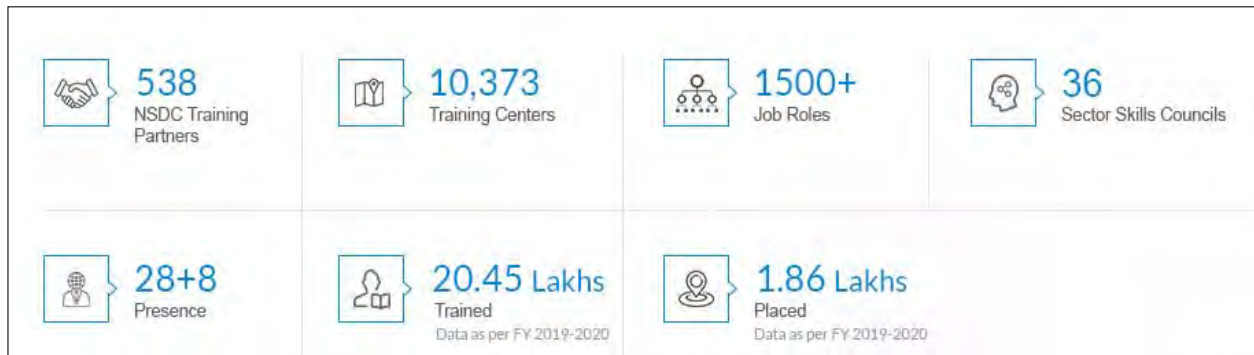 538
NSDC Training
Partners
10,373
Training Centers
1500+
Job Roles
36
Sector Skills Councils
28+8
Presence
20.45 Lakhs
Trained
Data as per FY 2019-2020
1.86 Lakhs
Placed
Data as per FY 2019-2020